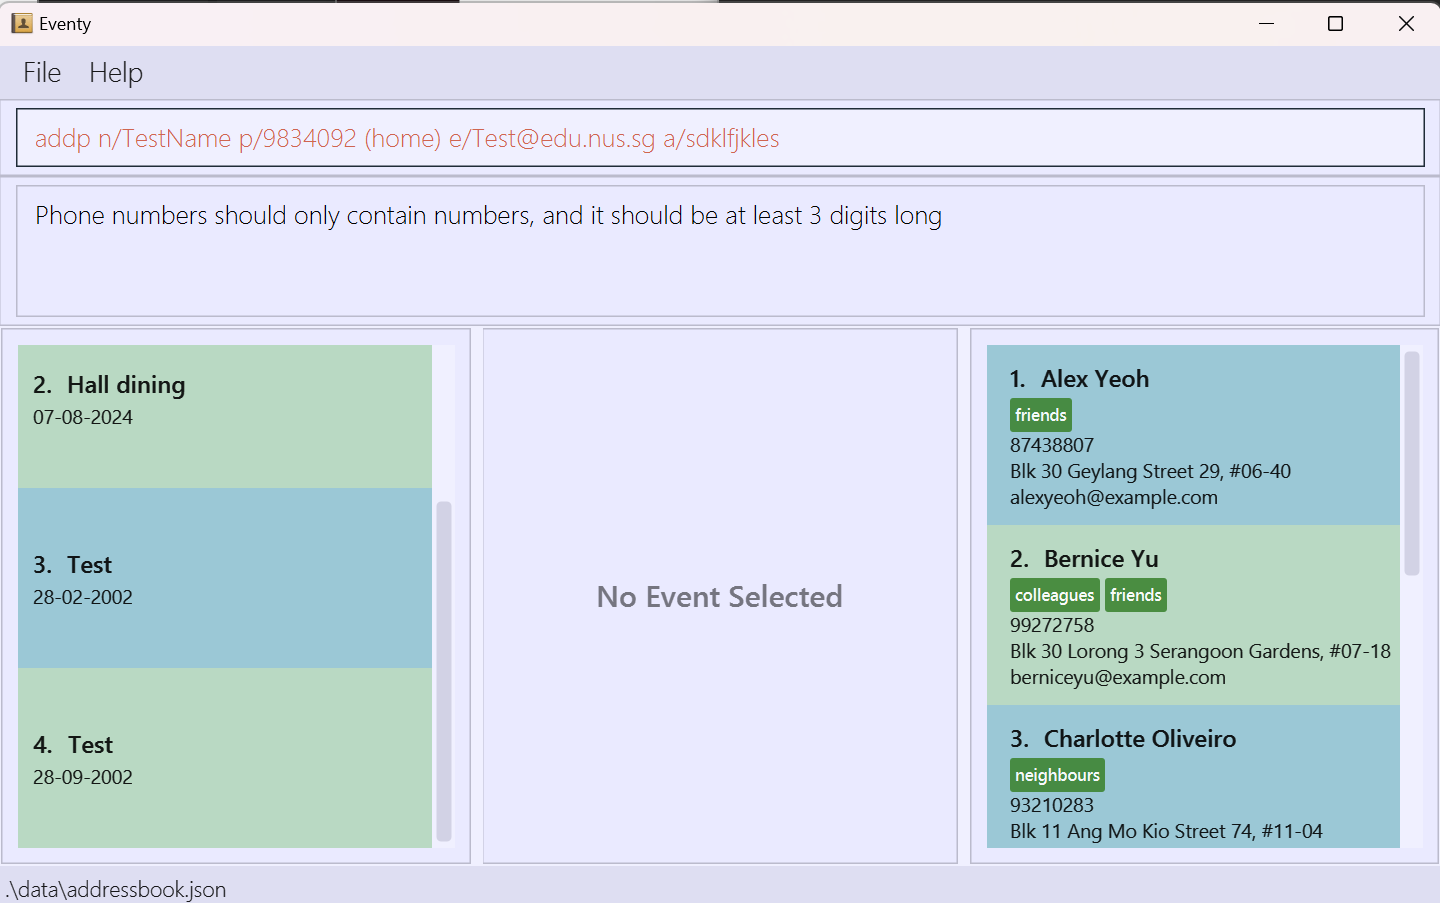 Eventy
File Help
addp n/TestName p/9834092 (home) e/Test@edu.nus.sg a/sdklfjkles
Phone numbers should only contain numbers, and it should be at least 3 digits long
2. Hall dining
07-08-2024
3. Test
28-02-2002
4. Test
28-09-2002
No Event Selected
1. Alex Yeoh
friends
87438807
Blk 30 Geylang Street 29, #06-40
alexyeoh@example.com
2. Bernice Yu
colleagues friends
99272758
Blk 30 Lorong 3 Serangoon Gardens, #07-18
berniceyu@example.com
3. Charlotte Oliveiro
neighbours
93210283
Blk 11 Ang Mo Kio Street 74, #11-04
.\data\addressbook.json